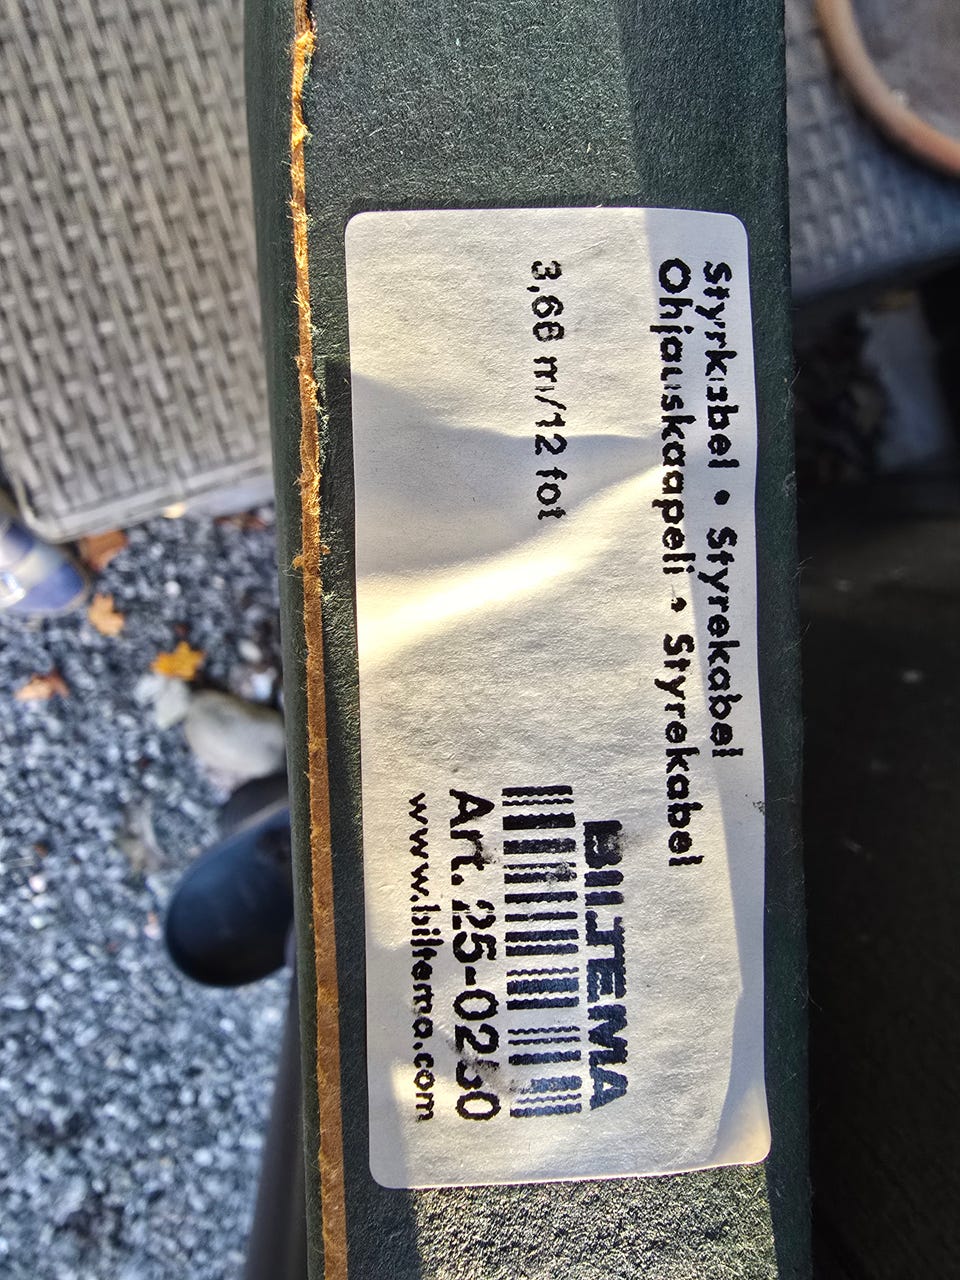 Styrkabel • Styrekabel
Ohjauskaapeli • Styrekabel
3,66 m/12 fot
BILTEMA
Art. 25-0250
www.biltema.com